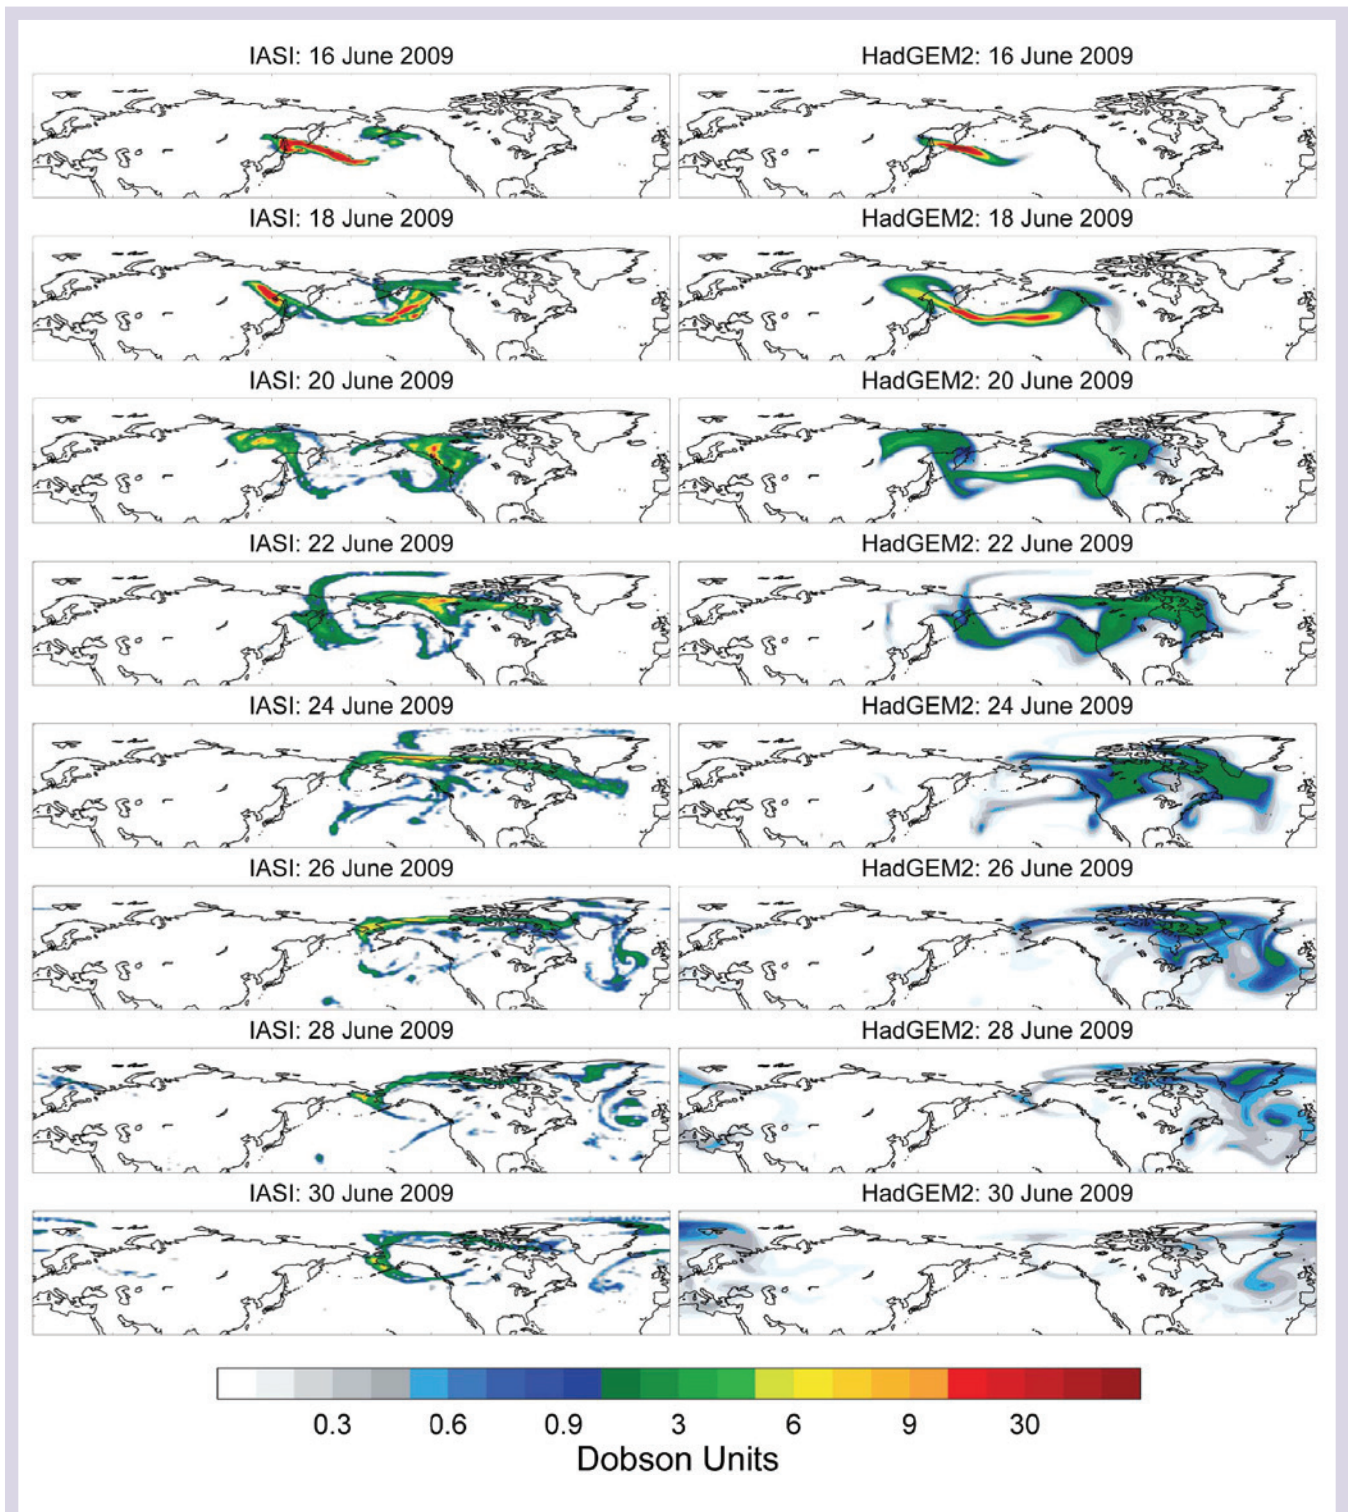 IASI: 16 June 2009 HadGEM2: 16 June 2009
IASI: 18 June 2009 HadGEM2: 18 June 2009
IASI: 20 June 2009 HadGEM2: 20 June 2009
IASI: 22 June 2009 HadGEM2: 22 June 2009
IASI: 24 June 2009 HadGEM2: 24 June 2009
IASI: 26 June 2009 HadGEM2: 26 June 2009
IASI: 28 June 2009 HadGEM2: 28 June 2009
IASI: 30 June 2009 HadGEM2: 30 June 2009
0.3 0.6 0.9 3 6 9 30
Dobson Units